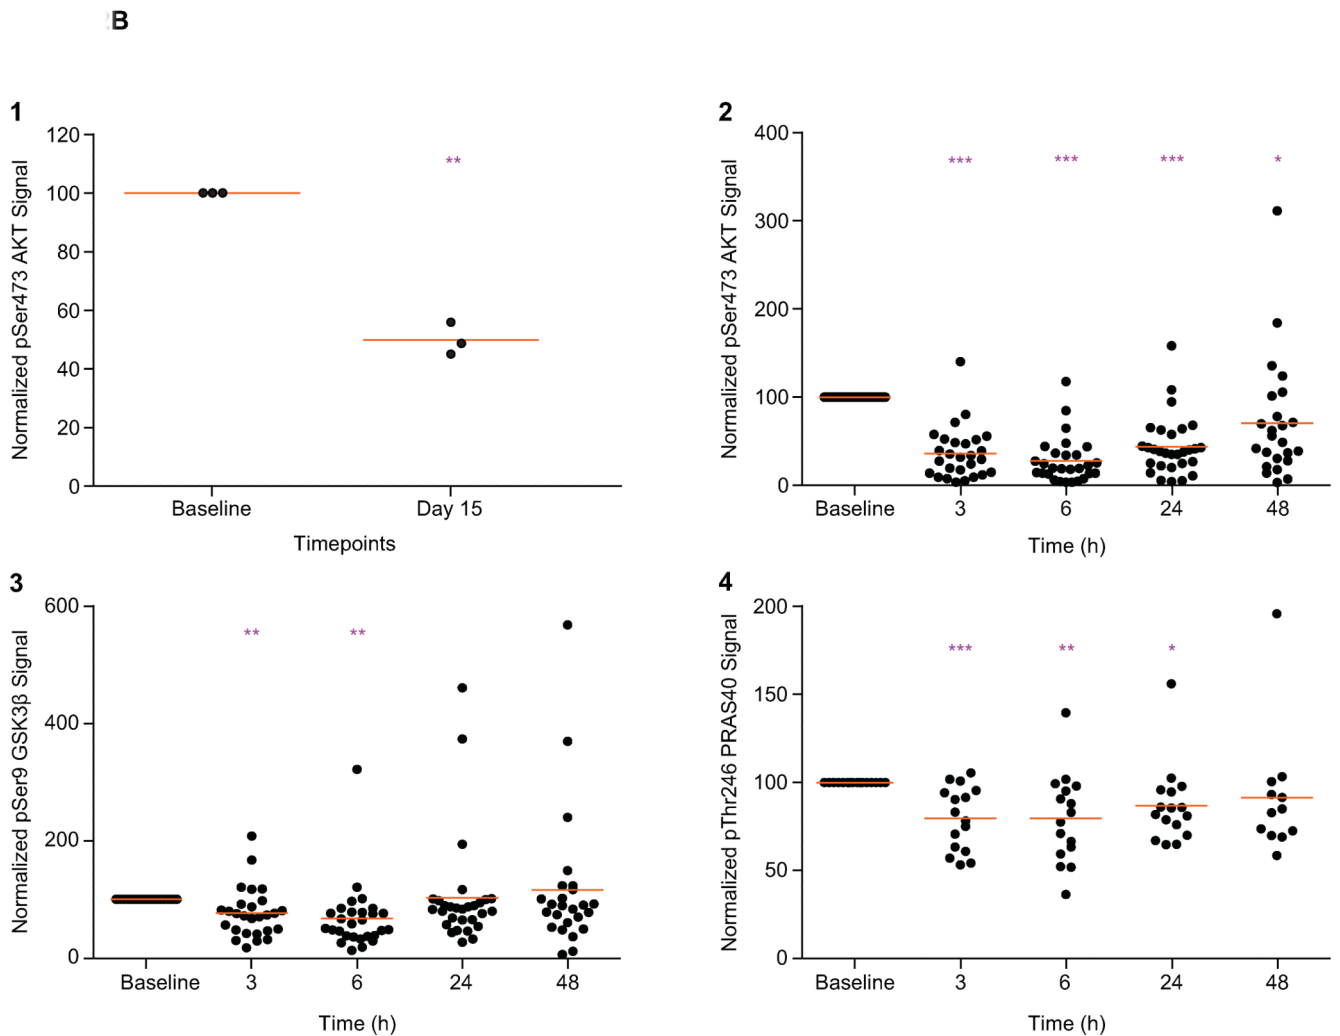 B
1
Normalized pSer473 AKT Signal
120
100
80
60
40
20
0
**
Baseline
Day 15
Timepoints
2
Normalized pSer473 AKT Signal
400
300
200
100
0
*** *** *** *
Baseline 3 6 24 48
Time (h)
3
Normalized pSer9 GSK3β Signal
600
400
200
0
** **
Baseline 3 6 24 48
Time (h)
4
Normalized pThr246 PRAS40 Signal
200
150
100
50
0
*** ** *
Baseline 3 6 24 48
Time (h)